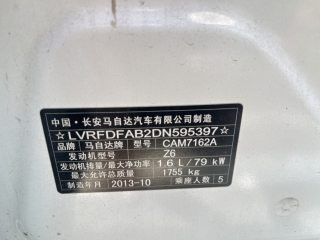 中国·长安马自达汽车有限公司制造
☆LVRFDFAB2DN595397☆
品牌 马自达牌 型号 CAM7162A
发动机型号 Z6
发动机排量/最大净功率 1.6 L/79 kW
最大允许总质量 1755 kg
制造年月 2013-10 乘座人数 5